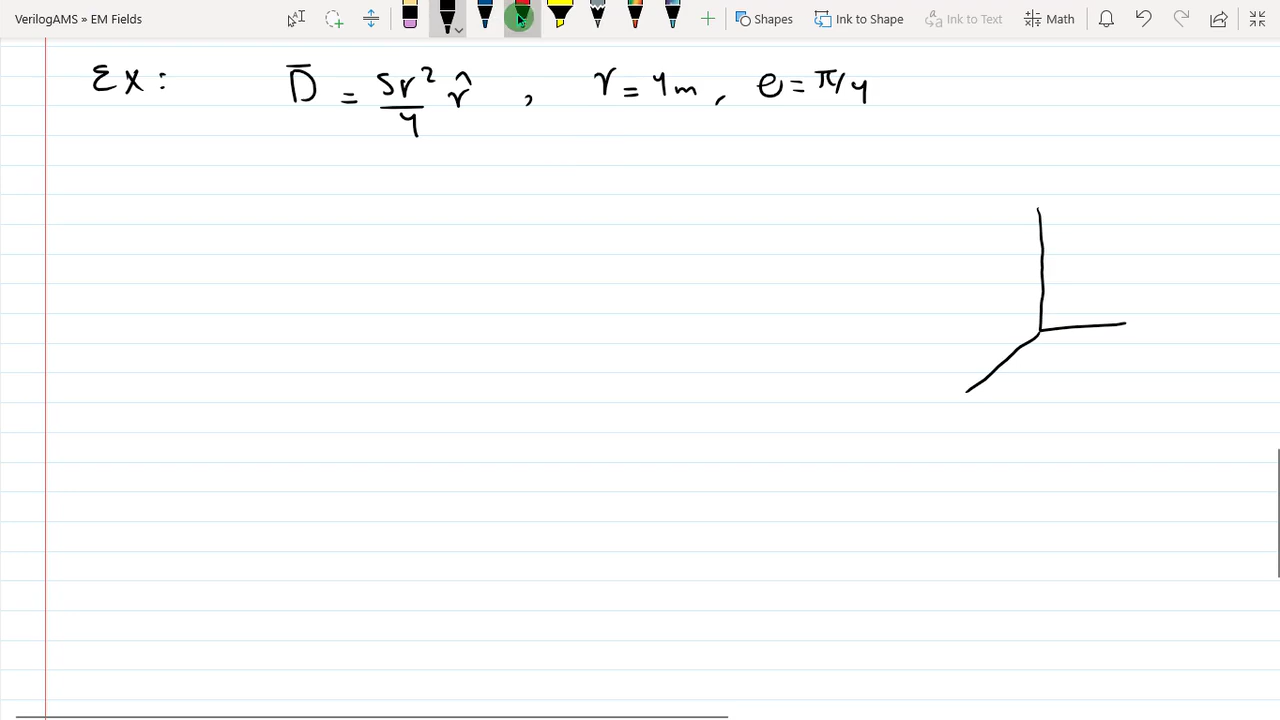 VerilogAMS » EM Fields
Shapes
Ink to Shape
Ink to Text
Math
Ex: D̅ = 5r²/4 r̂ , r = 4m, θ = π/4